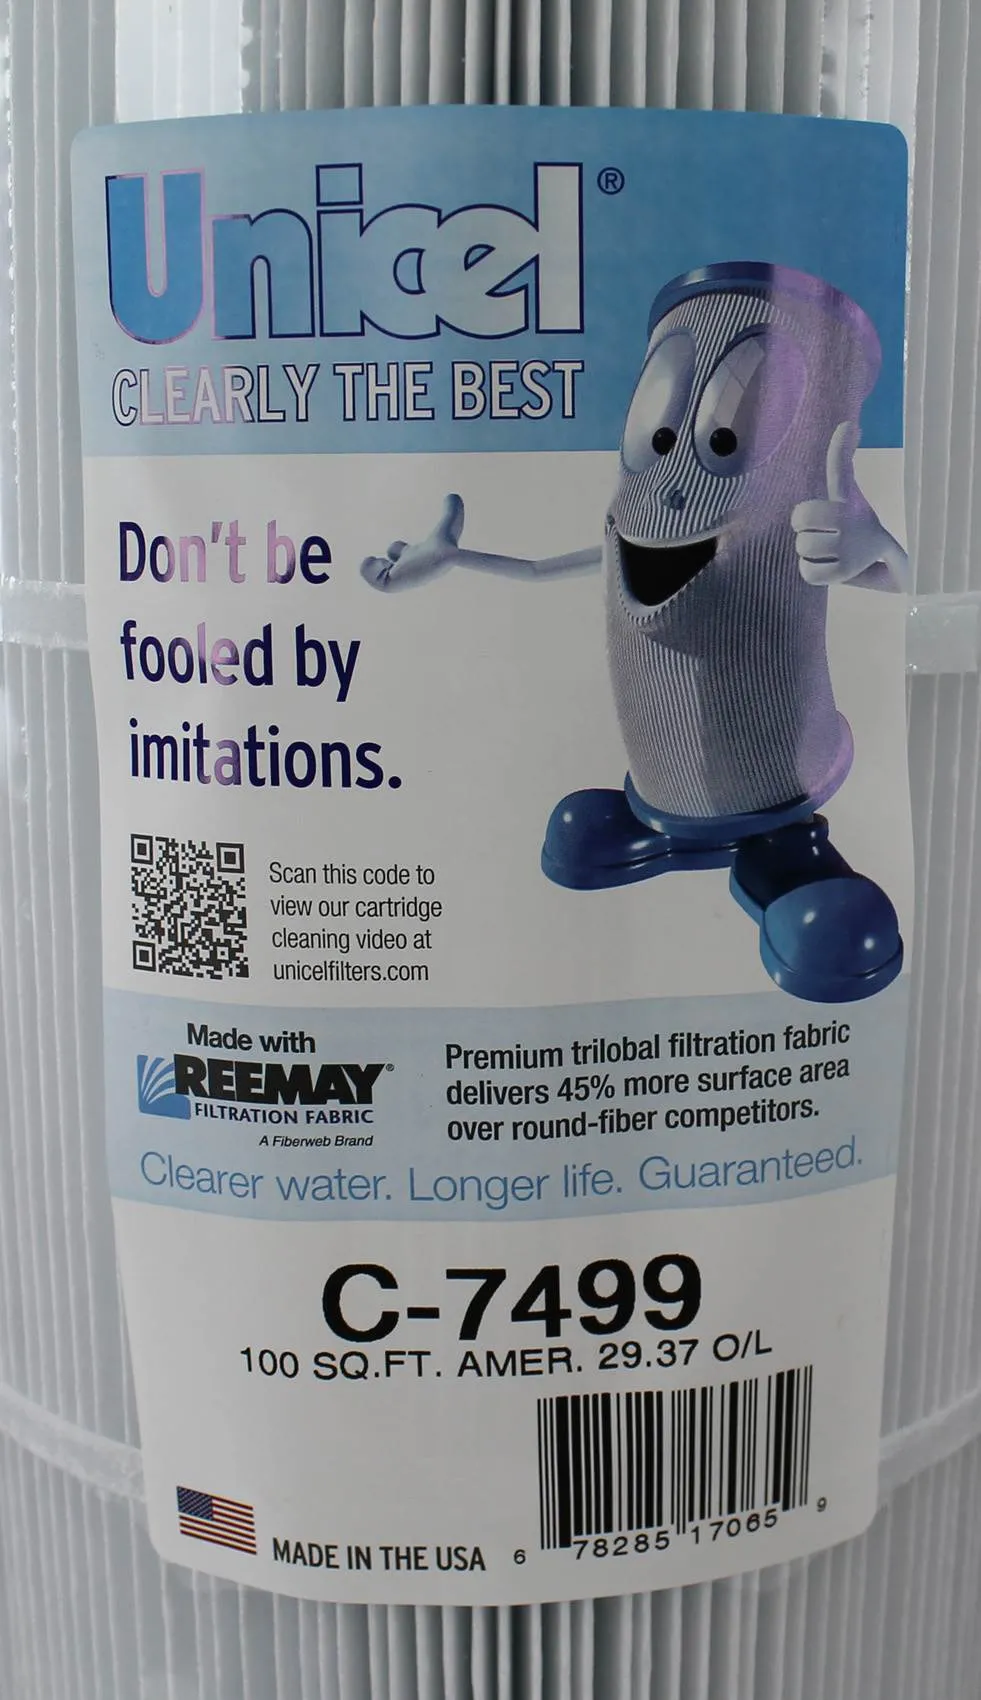 Unicel®
CLEARLY THE BEST
Don't be
fooled by
imitations.
Scan this code to
view our cartridge
cleaning video at
unicelfilters.com
Made with
REEMAY®
FILTRATION FABRIC
A Fiberweb Brand
Premium trilobal filtration fabric
delivers 45% more surface area
over round-fiber competitors.
Clearer water. Longer life. Guaranteed.
C-7499
100 SQ.FT. AMER. 29.37 O/L
MADE IN THE USA
6 78285 17065 9